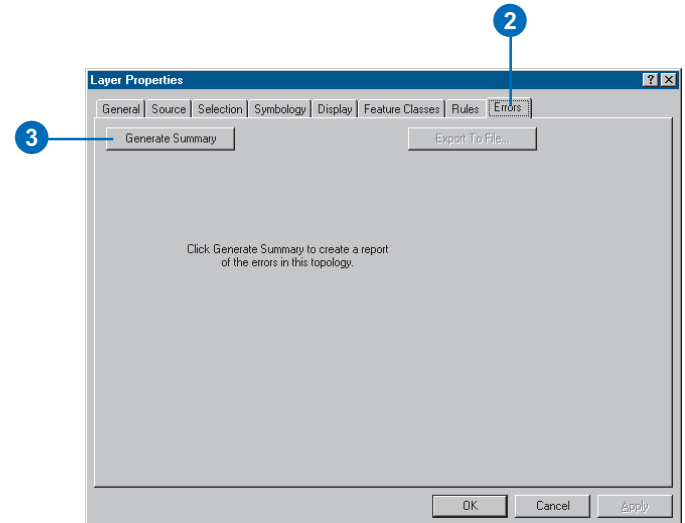 2
Layer Properties
General Source Selection Symbology Display Feature Classes Rules Errors
3
Generate Summary Export To File...
Click Generate Summary to create a report
of the errors in this topology.
OK Cancel Apply